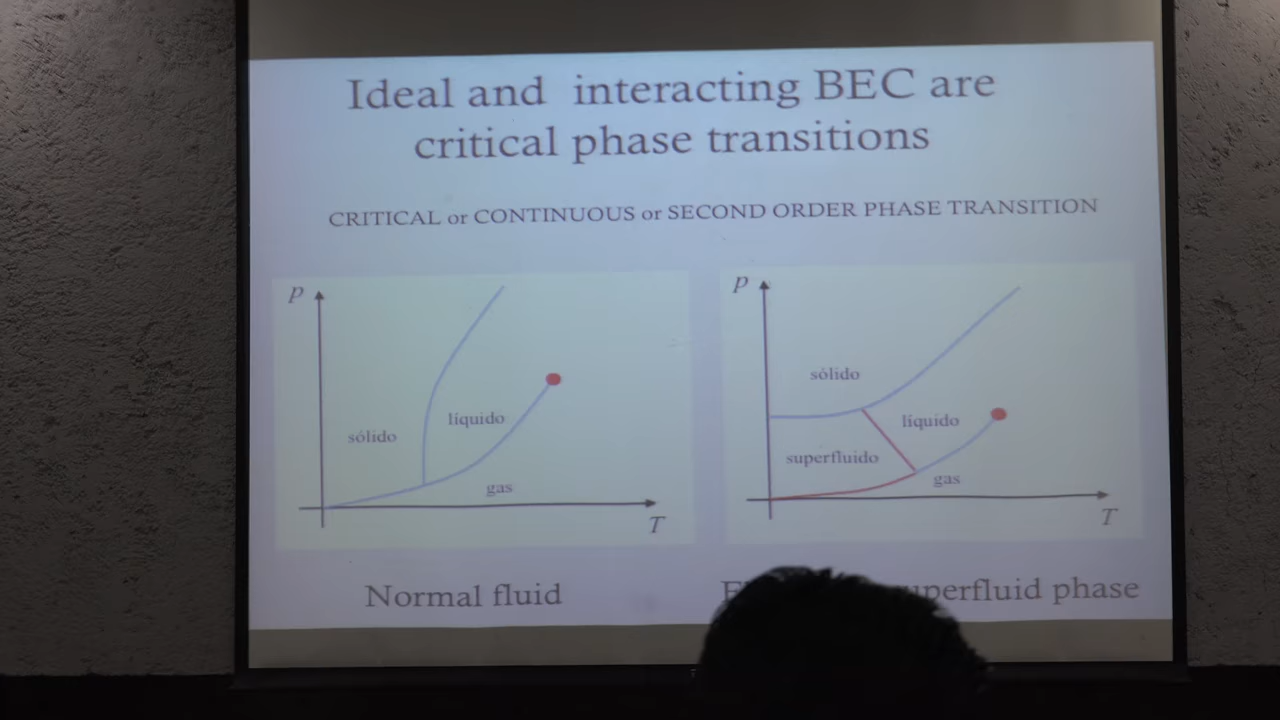 Ideal and interacting BEC are
critical phase transitions
CRITICAL or CONTINUOUS or SECOND ORDER PHASE TRANSITION
p
sólido
líquido
gas
T
Normal fluid
p
sólido
líquido
superfluido
gas
T
phase